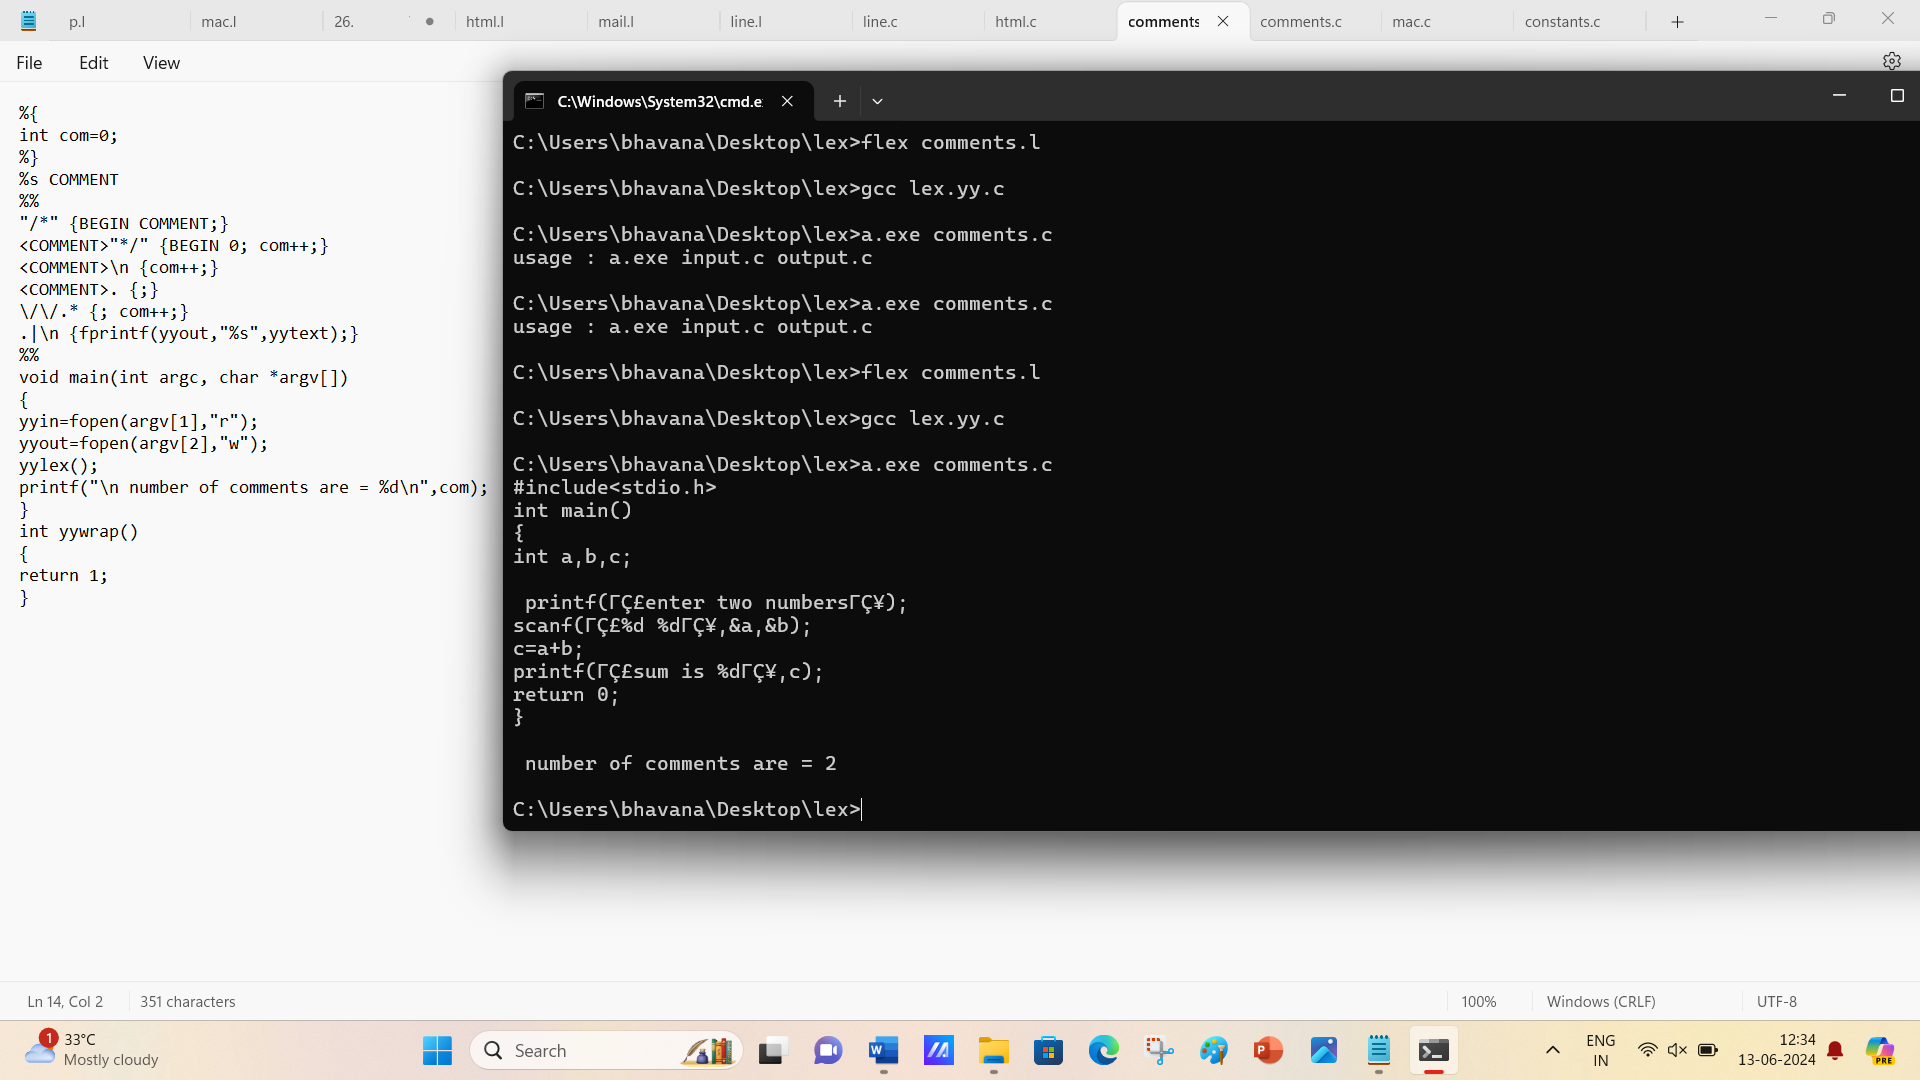 p.l mac.l 26. html.l mail.l line.l line.c html.c comments comments.c mac.c constants.c
File Edit View
%{
int com=0;
%}
%s COMMENT
%%
"/*" {BEGIN COMMENT;}
<COMMENT>"*/" {BEGIN 0; com++;}
<COMMENT>\n {com++;}
<COMMENT>. {;}
\/\/.* {; com++;}
.|\n {fprintf(yyout,"%s",yytext);}
%%
void main(int argc, char *argv[])
{
yyin=fopen(argv[1],"r");
yyout=fopen(argv[2],"w");
yylex();
printf("\n number of comments are = %d\n",com);
}
int yywrap()
{
return 1;
}
C:\Windows\System32\cmd.e
C:\Users\bhavana\Desktop\lex>flex comments.l
C:\Users\bhavana\Desktop\lex>gcc lex.yy.c
C:\Users\bhavana\Desktop\lex>a.exe comments.c
usage : a.exe input.c output.c
C:\Users\bhavana\Desktop\lex>a.exe comments.c
usage : a.exe input.c output.c
C:\Users\bhavana\Desktop\lex>flex comments.l
C:\Users\bhavana\Desktop\lex>gcc lex.yy.c
C:\Users\bhavana\Desktop\lex>a.exe comments.c
#include<stdio.h>
int main()
{
int a,b,c;
printf(ΓÇ£enter two numbersΓÇ¥);
scanf(ΓÇ£%d %dΓÇ¥,&a,&b);
c=a+b;
printf(ΓÇ£sum is %dΓÇ¥,c);
return 0;
}
number of comments are = 2
C:\Users\bhavana\Desktop\lex>
Ln 14, Col 2 351 characters 100% Windows (CRLF) UTF-8
1 33°C
Mostly cloudy
Search
ENG
IN
12:34
13-06-2024
PRE